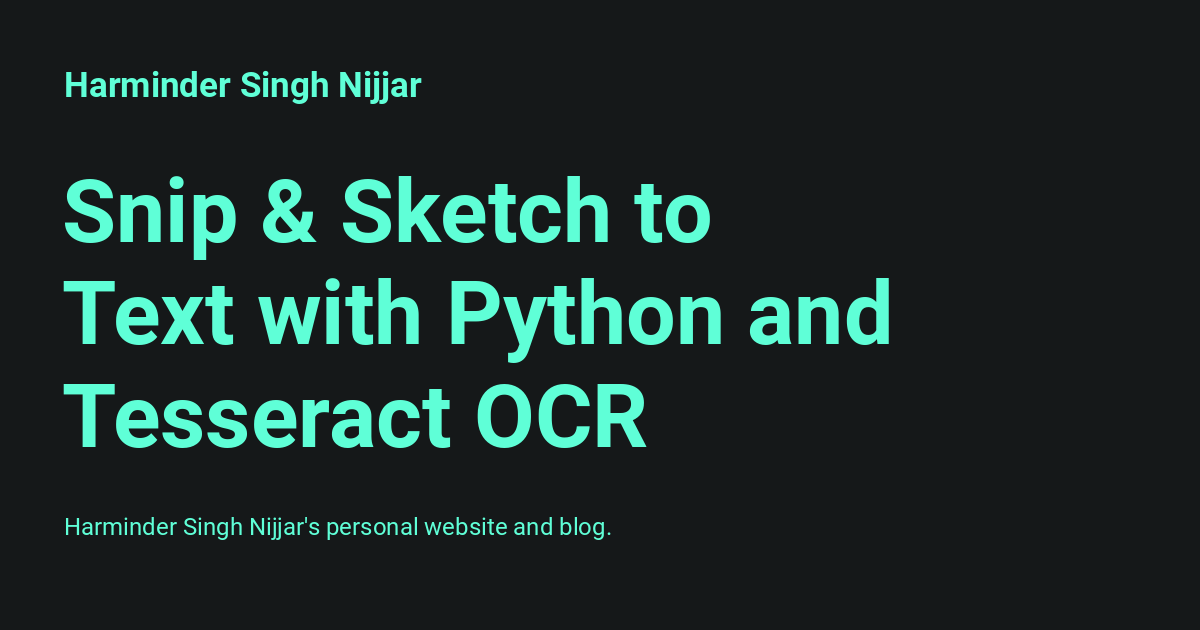 Harminder Singh Nijjar
Snip & Sketch to
Text with Python and
Tesseract OCR
Harminder Singh Nijjar's personal website and blog.